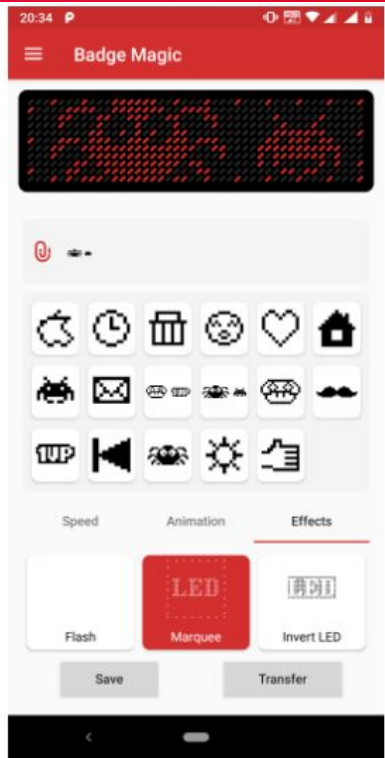 20:34
Badge Magic
1UP
Speed Animation Effects
LED
Flash Marquee Invert LED
Save Transfer